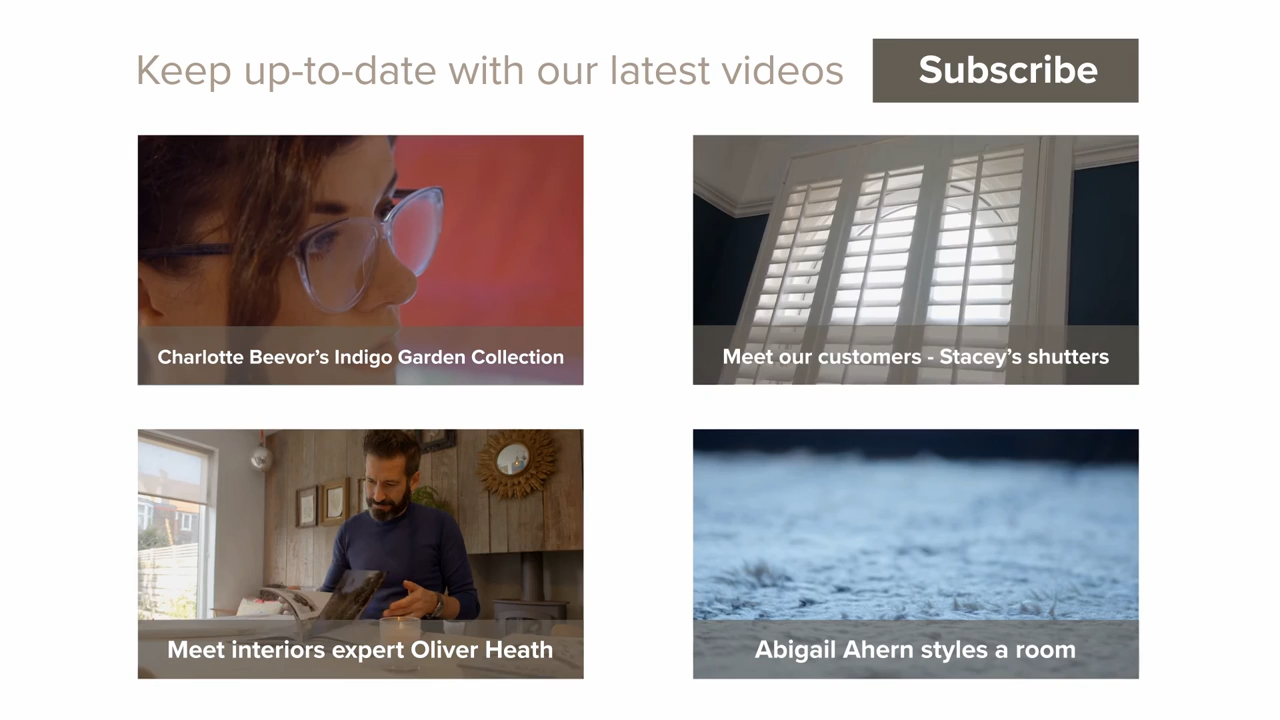 Keep up-to-date with our latest videos
Subscribe
Charlotte Beevor’s Indigo Garden Collection
Meet our customers - Stacey’s shutters
Meet interiors expert Oliver Heath
Abigail Ahern styles a room